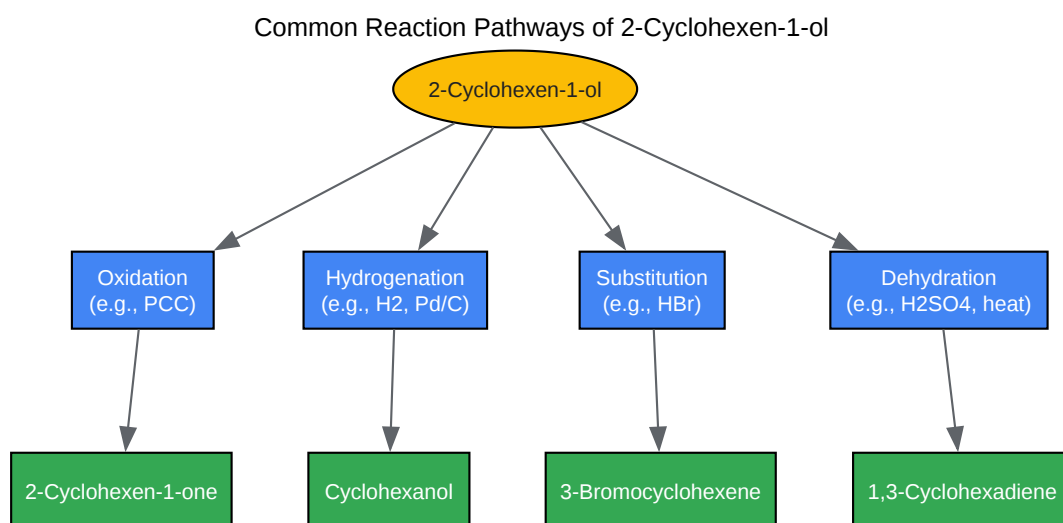 Common Reaction Pathways of 2-Cyclohexen-1-ol
2-Cyclohexen-1-ol
Oxidation
(e.g., PCC)
Hydrogenation
(e.g., H2, Pd/C)
Substitution
(e.g., HBr)
Dehydration
(e.g., H2SO4, heat)
2-Cyclohexen-1-one
Cyclohexanol
3-Bromocyclohexene
1,3-Cyclohexadiene